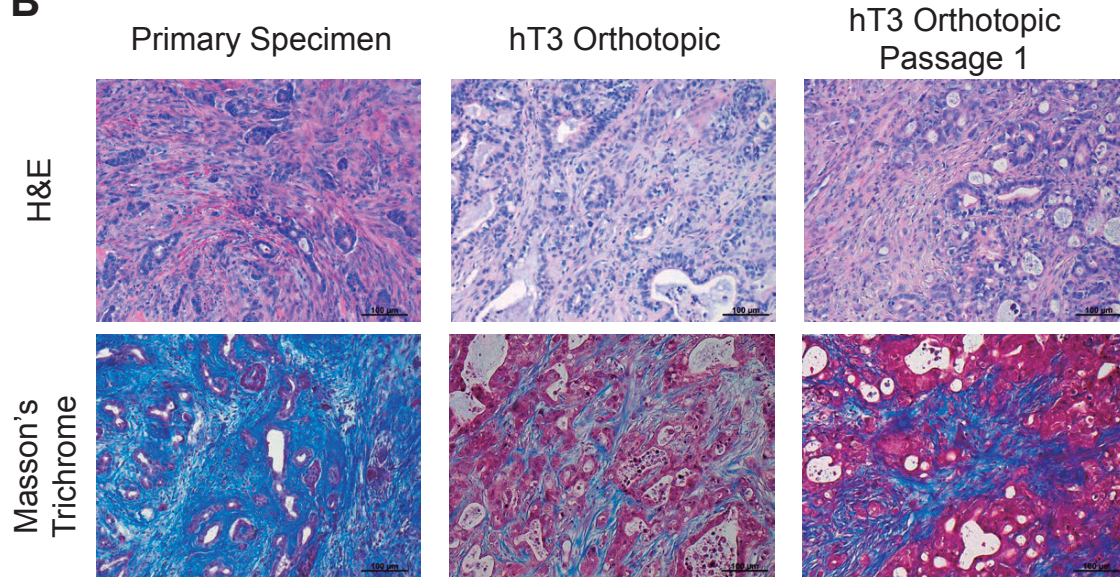 B
Primary Specimen
hT3 Orthotopic
hT3 Orthotopic
Passage 1
H&E
100 µm
100 µm
100 µm
Masson's
Trichrome
100 µm
100 µm
100 µm